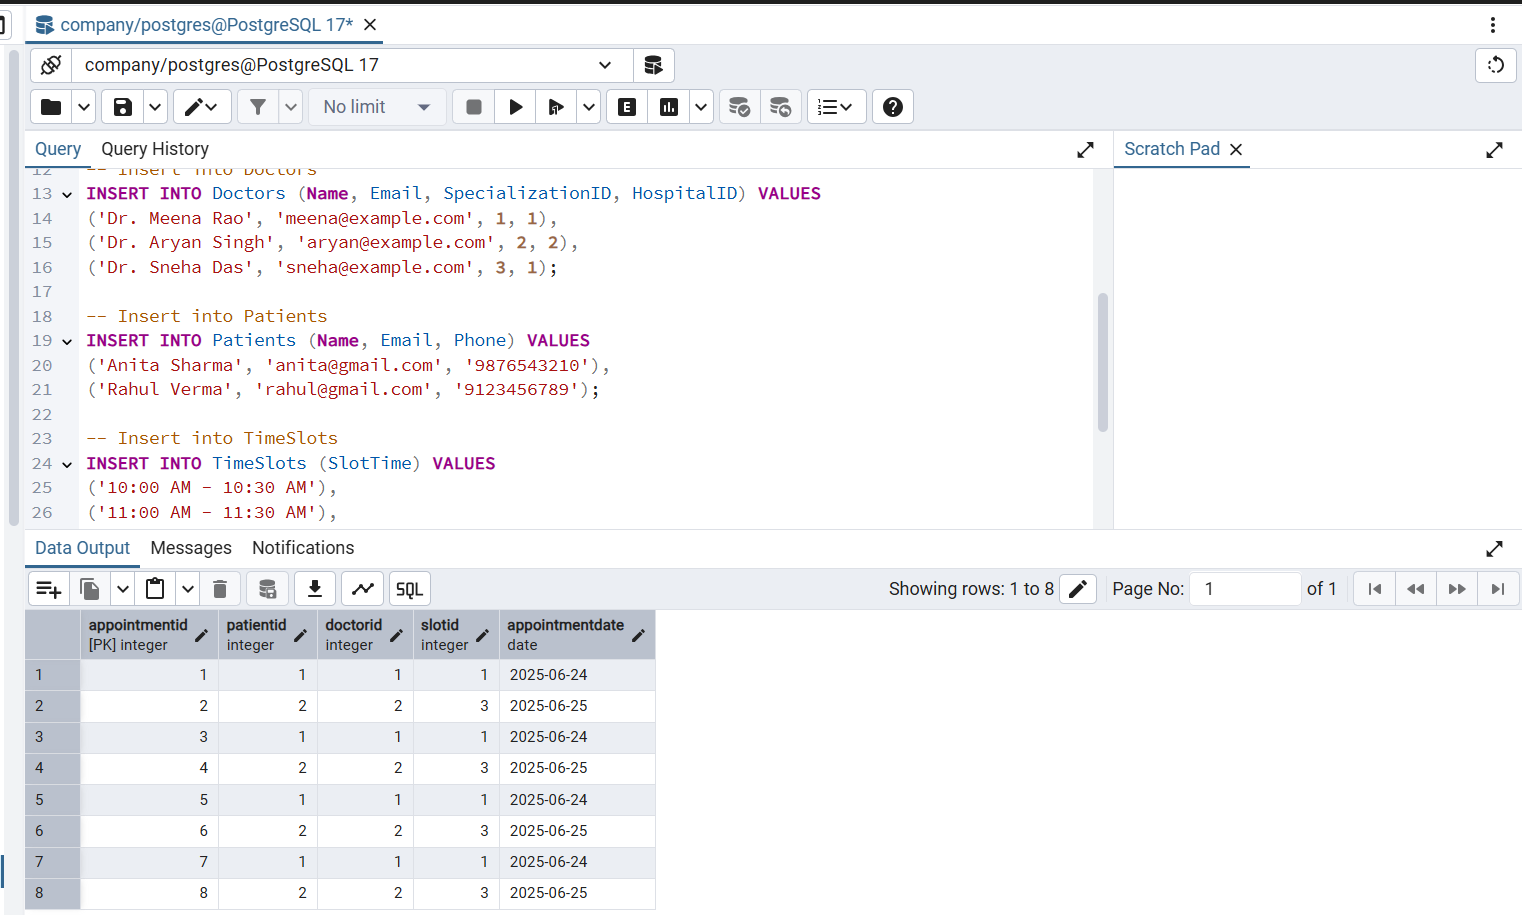 company/postgres@PostgreSQL 17*
company/postgres@PostgreSQL 17
No limit
Query Query History
Scratch Pad
12 -- Insert into Doctors
13 INSERT INTO Doctors (Name, Email, SpecializationID, HospitalID) VALUES
14 ('Dr. Meena Rao', 'meena@example.com', 1, 1),
15 ('Dr. Aryan Singh', 'aryan@example.com', 2, 2),
16 ('Dr. Sneha Das', 'sneha@example.com', 3, 1);
17
18 -- Insert into Patients
19 INSERT INTO Patients (Name, Email, Phone) VALUES
20 ('Anita Sharma', 'anita@gmail.com', '9876543210'),
21 ('Rahul Verma', 'rahul@gmail.com', '9123456789');
22
23 -- Insert into TimeSlots
24 INSERT INTO TimeSlots (SlotTime) VALUES
25 ('10:00 AM - 10:30 AM'),
26 ('11:00 AM - 11:30 AM'),
Data Output Messages Notifications
SQL Showing rows: 1 to 8 Page No: 1 of 1
appointmentid patientid doctorid slotid appointmentdate
[PK] integer integer integer integer date
1 1 1 1 1 2025-06-24
2 2 2 2 3 2025-06-25
3 3 1 1 1 2025-06-24
4 4 2 2 3 2025-06-25
5 5 1 1 1 2025-06-24
6 6 2 2 3 2025-06-25
7 7 1 1 1 2025-06-24
8 8 2 2 3 2025-06-25